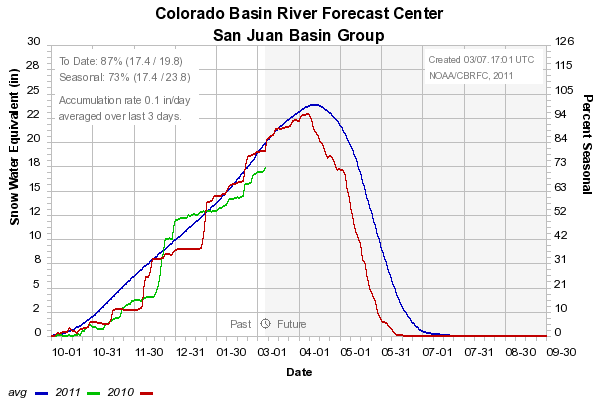 Colorado Basin River Forecast Center
San Juan Basin Group
To Date: 87% (17.4 / 19.8)
Seasonal: 73% (17.4 / 23.8)
Accumulation rate 0.1 in/day
averaged over last 3 days.
Created 03/07.17:01 UTC
NOAA/CBRFC, 2011
Snow Water Equivalent (in)
30
28
25
22
20
18
15
12
10
8
5
2
0
Percent Seasonal
126
115
105
94
84
73
63
52
42
31
21
10
0
Past Future
10-01 10-31 11-30 12-31 01-30 03-01 04-01 05-01 05-31 07-01 07-31 08-30 09-30
Date
avg 2011 2010